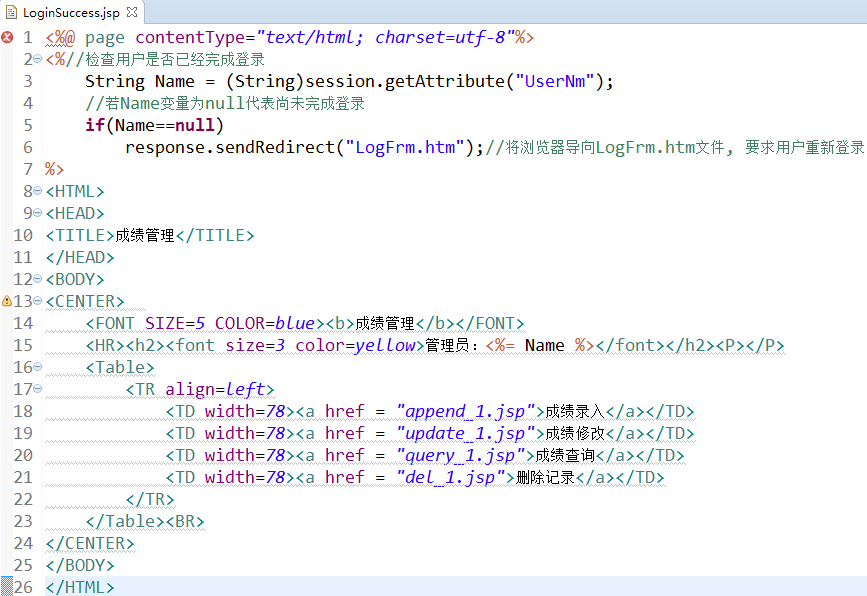 LoginSuccess.jsp
1 <%@ page contentType="text/html; charset=utf-8"%>
2 <%//检查用户是否已经完成登录
3     String Name = (String)session.getAttribute("UserNm");
4     //若Name变量为null代表尚未完成登录
5     if(Name==null)
6         response.sendRedirect("LogFrm.htm");//将浏览器导向LogFrm.htm文件, 要求用户重新登录
7 %>
8 <HTML>
9 <HEAD>
10 <TITLE>成绩管理</TITLE>
11 </HEAD>
12 <BODY>
13 <CENTER>
14     <FONT SIZE=5 COLOR=blue><b>成绩管理</b></FONT>
15     <HR><h2><font size=3 color=yellow>管理员：<%= Name %></font></h2><P></P>
16     <Table>
17         <TR align=left>
18             <TD width=78><a href = "append_1.jsp">成绩录入</a></TD>
19             <TD width=78><a href = "update_1.jsp">成绩修改</a></TD>
20             <TD width=78><a href = "query_1.jsp">成绩查询</a></TD>
21             <TD width=78><a href = "del_1.jsp">删除记录</a></TD>
22         </TR>
23     </Table><BR>
24 </CENTER>
25 </BODY>
26 </HTML>